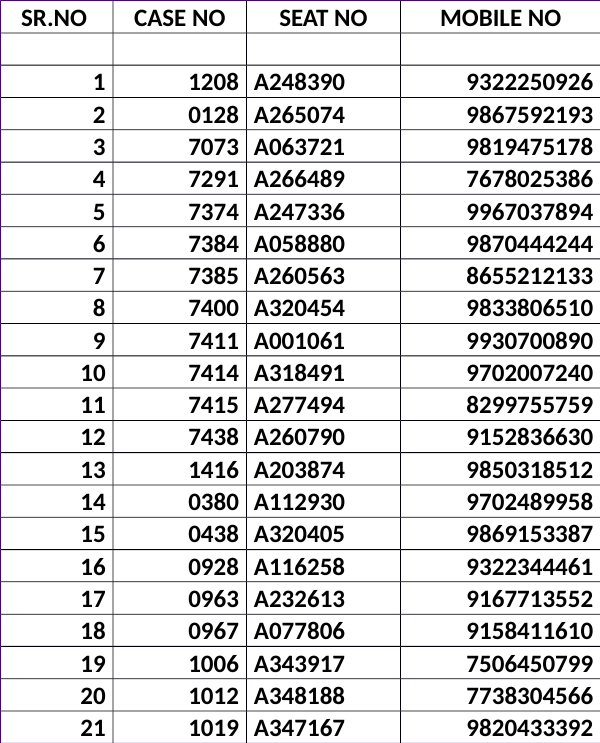 SR.NO CASE NO SEAT NO MOBILE NO
1 1208 A248390 9322250926
2 0128 A265074 9867592193
3 7073 A063721 9819475178
4 7291 A266489 7678025386
5 7374 A247336 9967037894
6 7384 A058880 9870444244
7 7385 A260563 8655212133
8 7400 A320454 9833806510
9 7411 A001061 9930700890
10 7414 A318491 9702007240
11 7415 A277494 8299755759
12 7438 A260790 9152836630
13 1416 A203874 9850318512
14 0380 A112930 9702489958
15 0438 A320405 9869153387
16 0928 A116258 9322344461
17 0963 A232613 9167713552
18 0967 A077806 9158411610
19 1006 A343917 7506450799
20 1012 A348188 7738304566
21 1019 A347167 9820433392